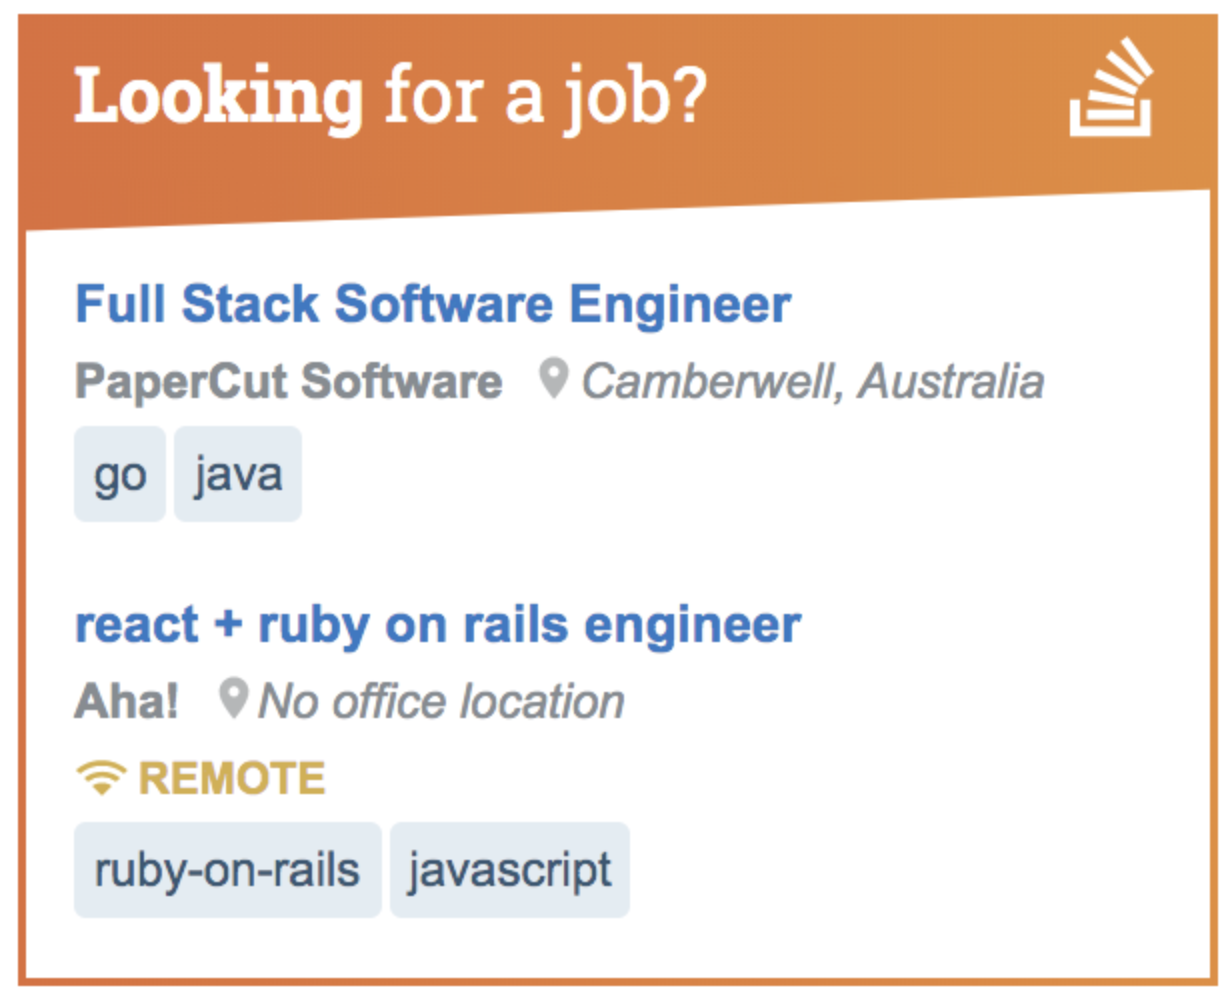 Looking for a job?
Full Stack Software Engineer
PaperCut Software Camberwell, Australia
go java
react + ruby on rails engineer
Aha! No office location
REMOTE
ruby-on-rails javascript